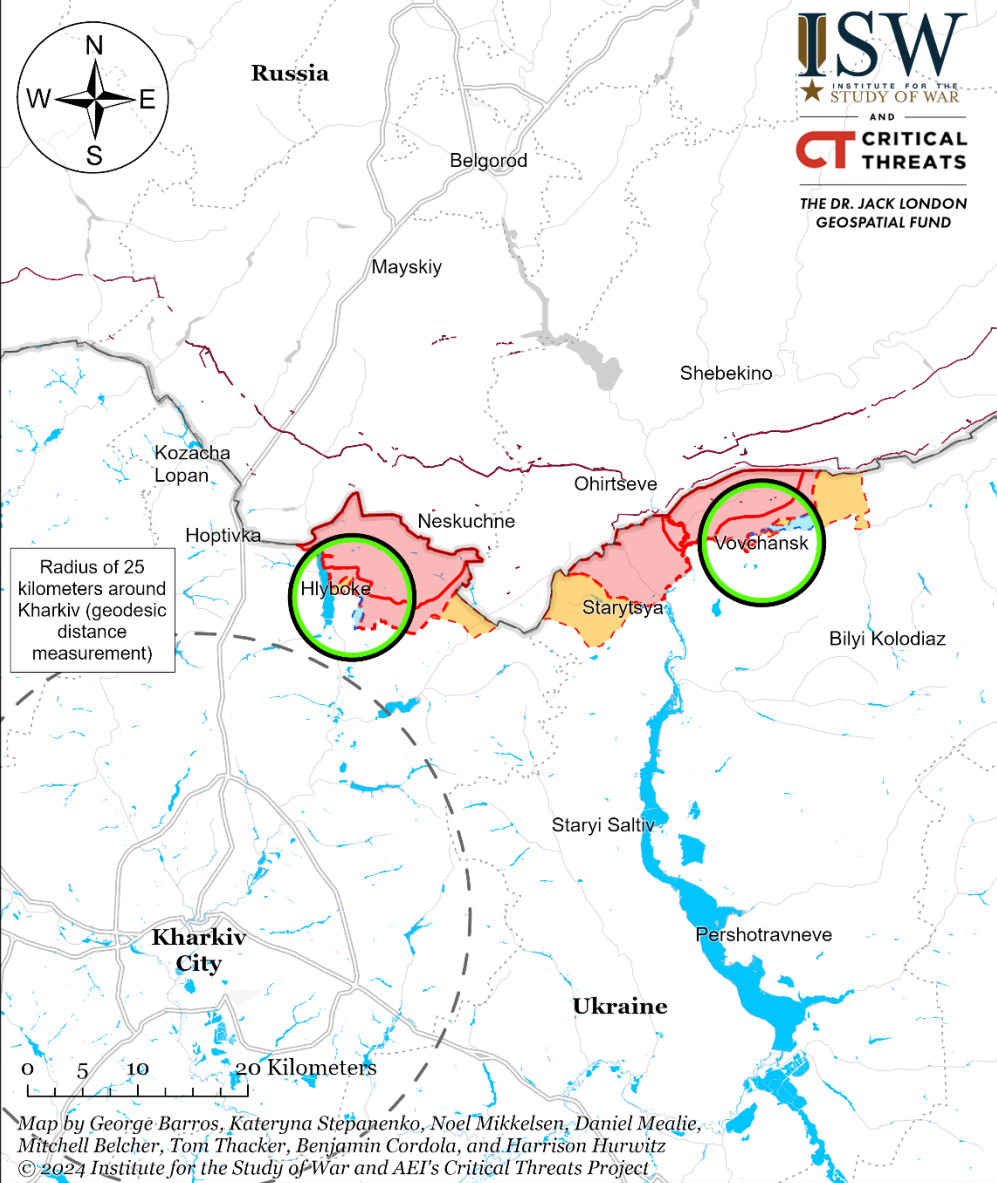 N
W E
S
Russia
ISW
INSTITUTE FOR THE
STUDY OF WAR
AND
CT CRITICAL
THREATS
THE DR. JACK LONDON
GEOSPATIAL FUND
Belgorod
Mayskiy
Shebekino
Kozacha
Lopan
Ohirtseve
Neskuchne
Hoptivka
Vovchansk
Radius of 25
kilometers around
Kharkiv (geodesic
distance
measurement)
Hlyboke
Starytsya
Bilyi Kolodiaz
Staryi Saltiv
Pershotravneve
Kharkiv
City
Ukraine
0 5 10 20 Kilometers
Map by George Barros, Kateryna Stepanenko, Noel Mikkelsen, Daniel Mealie,
Mitchell Belcher, Tom Thacker, Benjamin Cordola, and Harrison Hurwitz
© 2024 Institute for the Study of War and AEI's Critical Threats Project